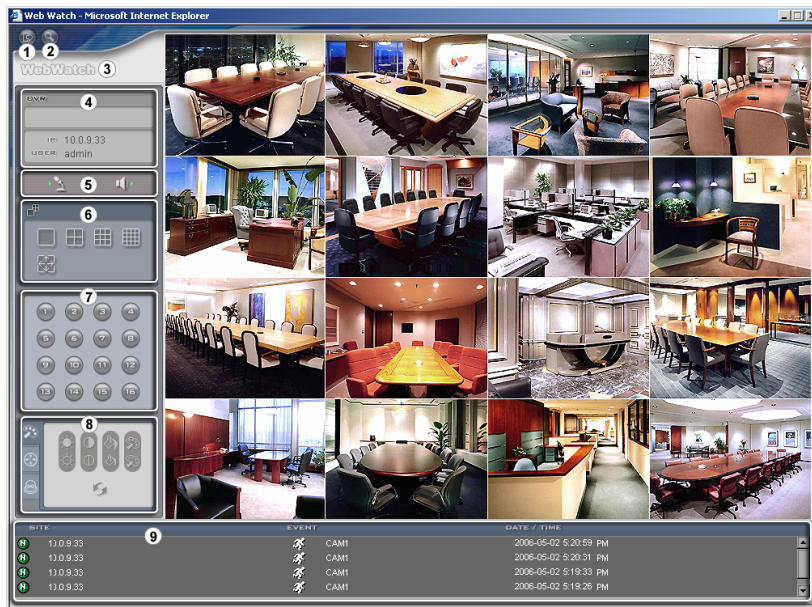 Web Watch - Microsoft Internet Explorer
1 2
WebWatch 3
4
DVR:
IP: 10.0.9.33
USER: admin
5
6
7
1 2 3 4
5 6 7 8
9 10 11 12
13 14 15 16
8
SITE EVENT DATE / TIME
9
N 10.0.9.33 CAM1 2006-05-02 5:20:59 PM
N 10.0.9.33 CAM1 2006-05-02 5:20:31 PM
N 10.0.9.33 CAM1 2006-05-02 5:19:33 PM
N 10.0.9.33 CAM1 2006-05-02 5:19:26 PM